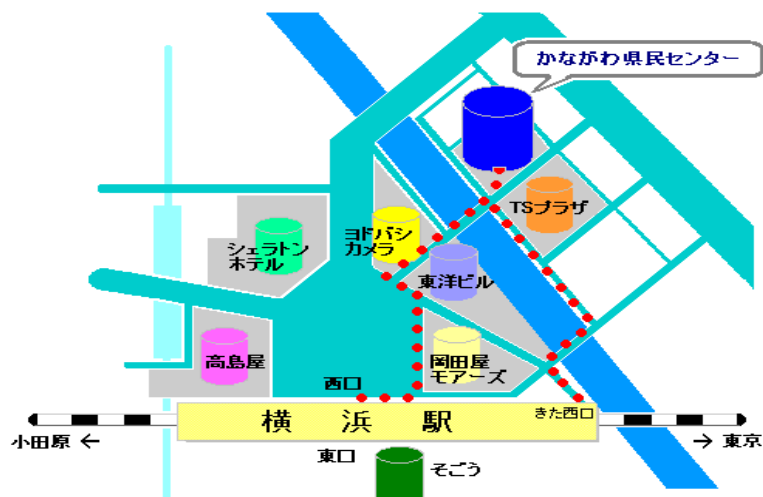 かながわ県民センター
TSプラザ
ヨドバシ
カメラ
シェラトン
ホテル
東洋ビル
高島屋
岡田屋
モアーズ
西口
横浜駅
きた西口
小田原 ←
→ 東京
東口
そごう